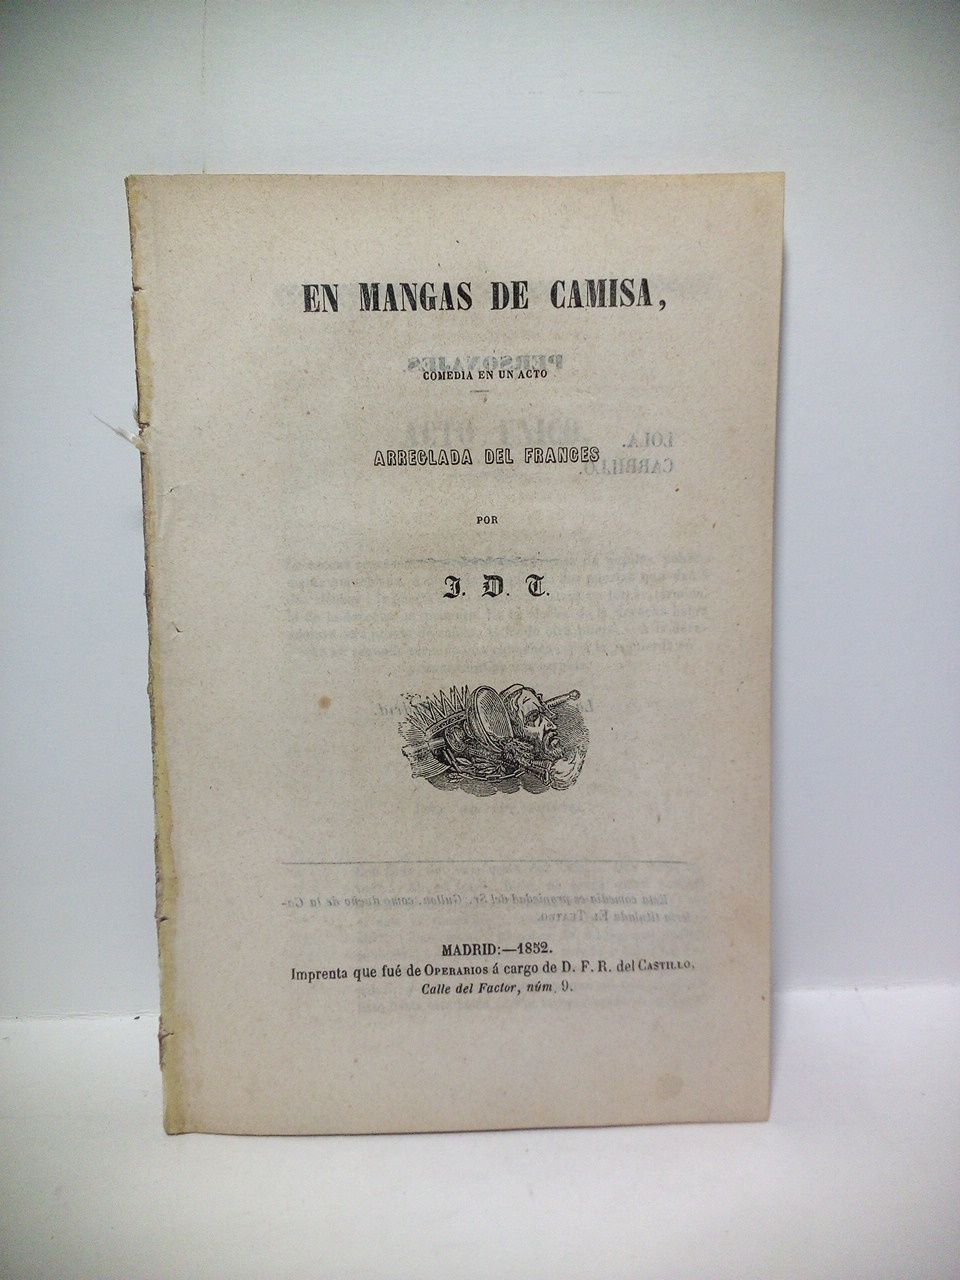 EN MANGAS DE CAMISA,
COMEDIA EN UN ACTO
ARREGLADA DEL FRANCES
POR
J. D. T.
MADRID:—1852.
Imprenta que fué de OPERARIOS á cargo de D. F. R. del CASTILLO,
Calle del Factor, núm. 9.